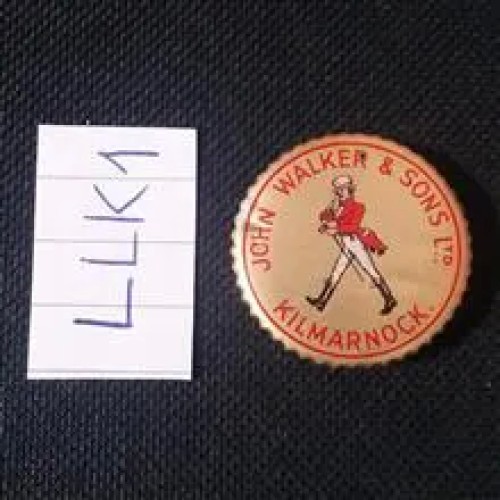 LLK1
JOHN WALKER & SONS LTD.
KILMARNOCK.